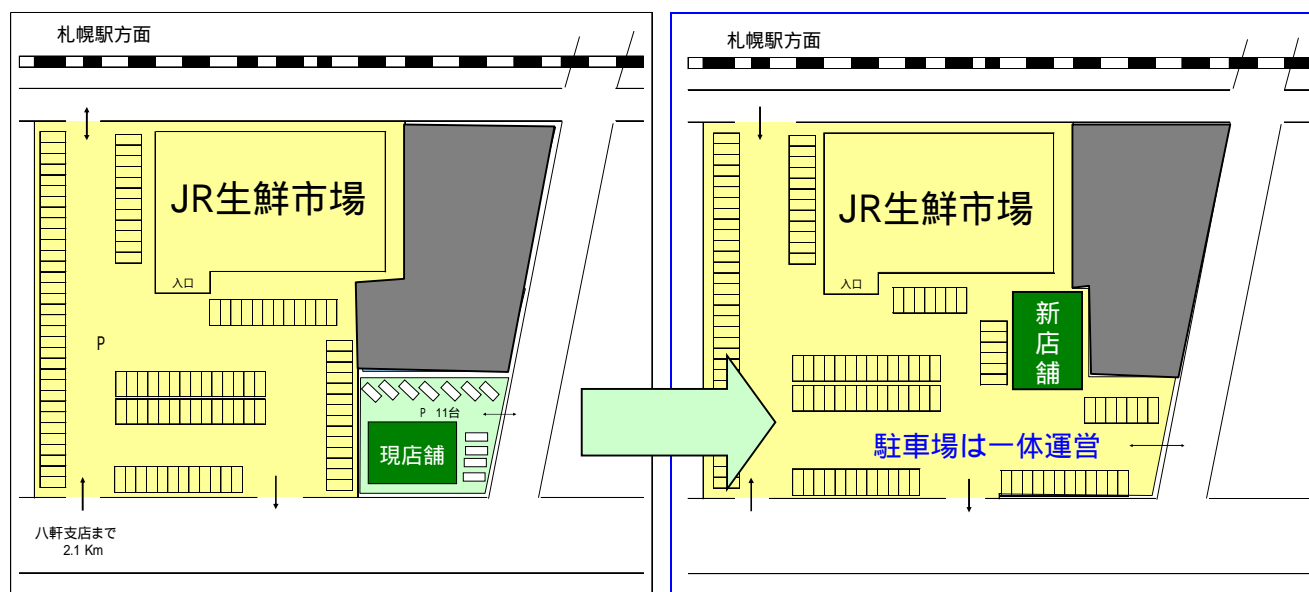 札幌駅方面
JR生鮮市場
入口
P
P 11台
現店舗
八軒支店まで
2.1 Km
札幌駅方面
JR生鮮市場
入口
新店舗
駐車場は一体運営